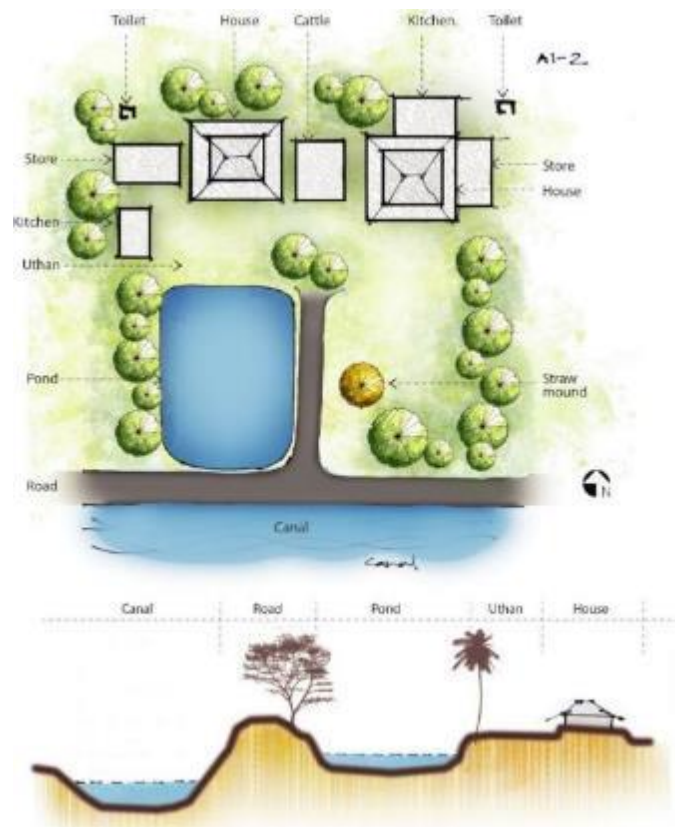 Toilet House Cattle Kitchen. Toilet
A1-2
Store
Store
House
Kitchen
Uthan
Pond
Straw
mound
Road
N
Canal
canal
Canal Road Pond Uthan House